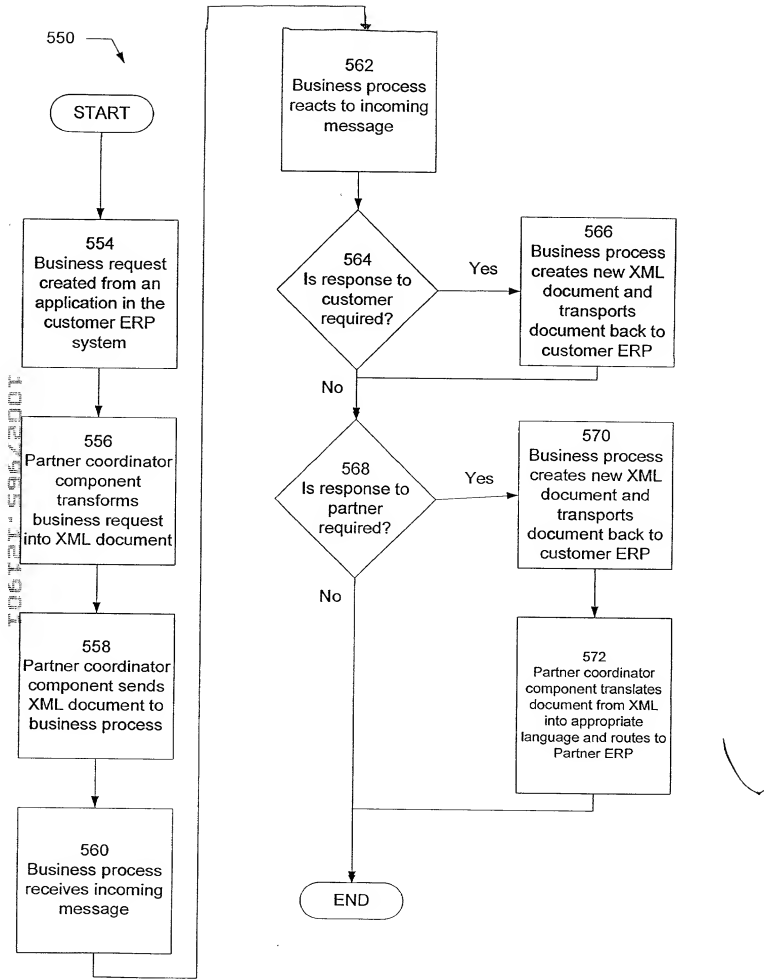 550
START
554
Business request
created from an
application in the
customer ERP
system
556
Partner coordinator
component
transforms
business request
into XML document
558
Partner coordinator
component sends
XML document to
business process
560
Business process
receives incoming
message
562
Business process
reacts to incoming
message
564
Is response to
customer
required?
Yes
No
566
Business process
creates new XML
document and
transports
document back to
customer ERP
568
Is response to
partner
required?
Yes
No
570
Business process
creates new XML
document and
transports
document back to
customer ERP
572
Partner coordinator
component translates
document from XML
into appropriate
language and routes to
Partner ERP
END